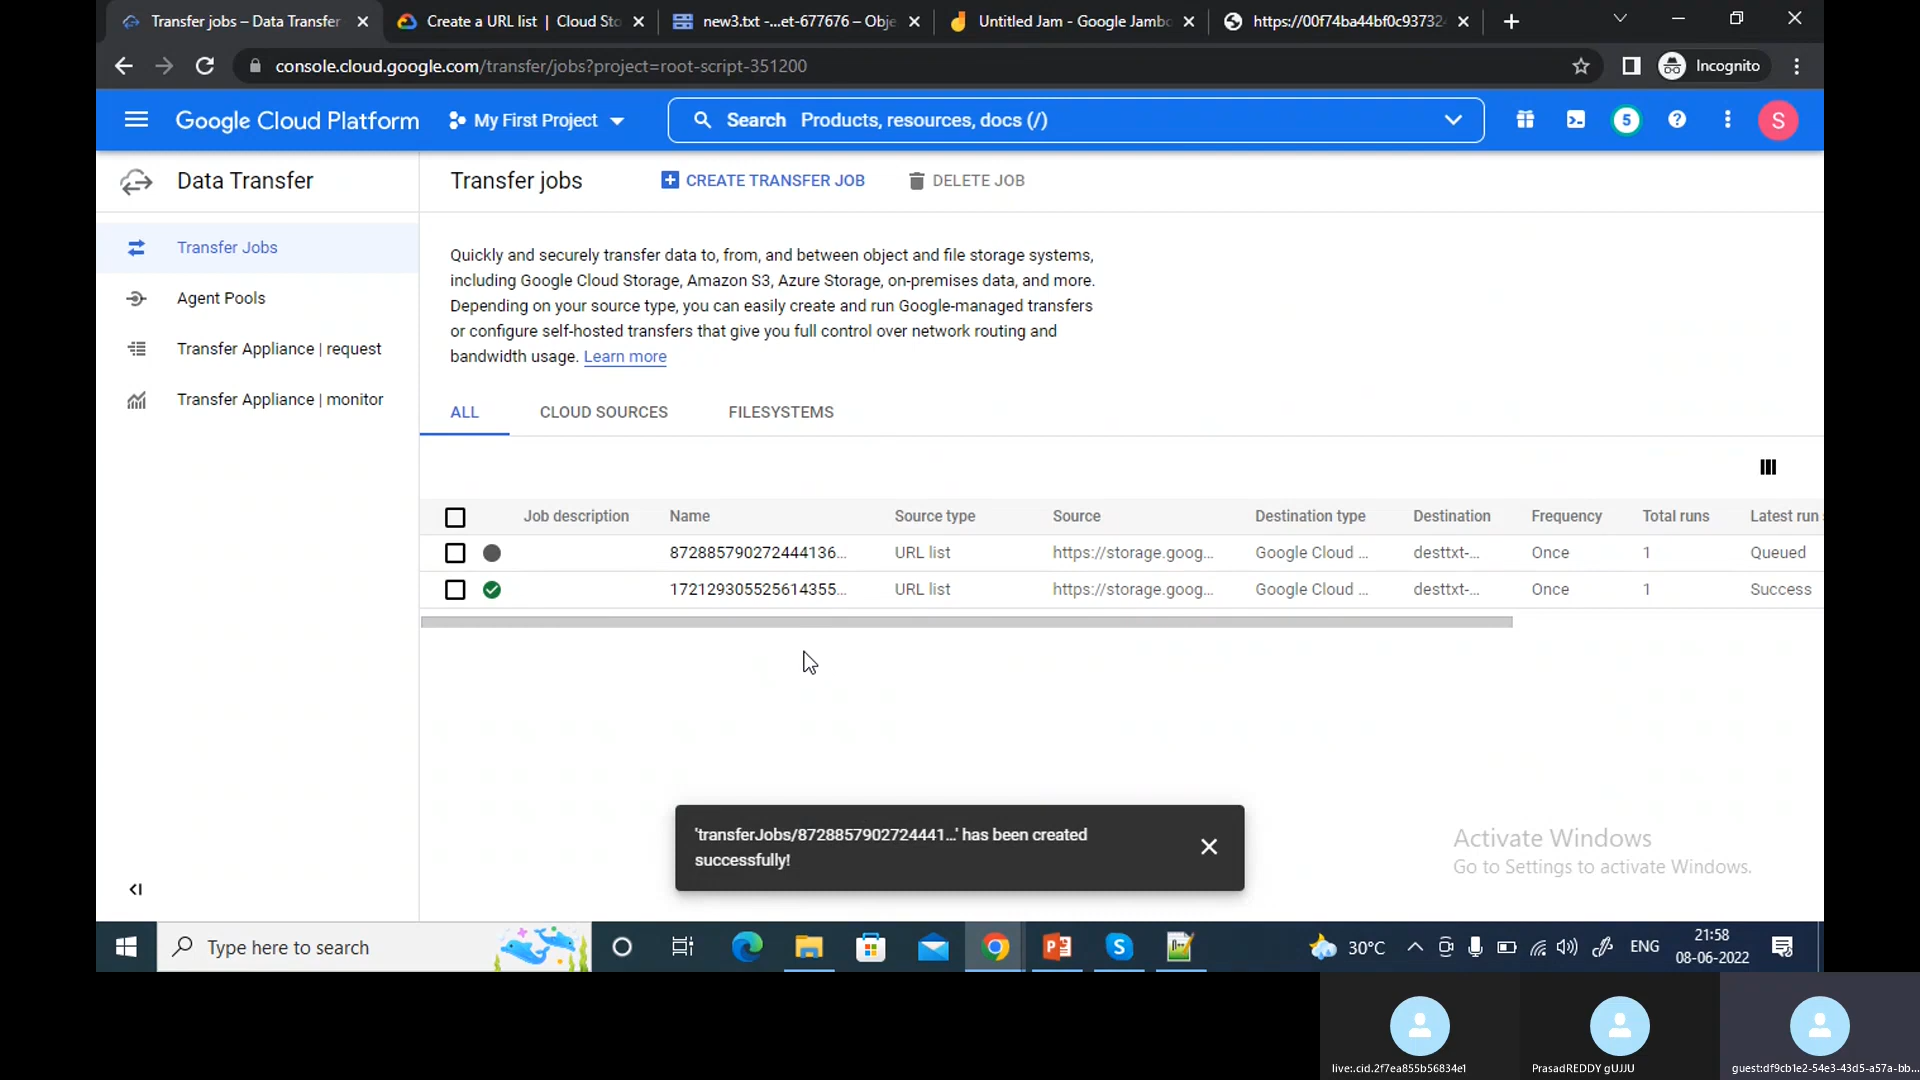 Transfer jobs – Data Transfer
Create a URL list | Cloud Sto
new3.txt -...et-677676 – Obje
Untitled Jam - Google Jambo
https://00f74ba44bf0c937324
console.cloud.google.com/transfer/jobs?project=root-script-351200
Incognito
Google Cloud Platform
My First Project
Search Products, resources, docs (/)
5
S
Data Transfer
Transfer jobs
CREATE TRANSFER JOB
DELETE JOB
Transfer Jobs
Agent Pools
Transfer Appliance | request
Transfer Appliance | monitor
Quickly and securely transfer data to, from, and between object and file storage systems,
including Google Cloud Storage, Amazon S3, Azure Storage, on-premises data, and more.
Depending on your source type, you can easily create and run Google-managed transfers
or configure self-hosted transfers that give you full control over network routing and
bandwidth usage. Learn more
ALL CLOUD SOURCES FILESYSTEMS
Job description Name Source type Source Destination type Destination Frequency Total runs Latest run
872885790272444136... URL list https://storage.goog... Google Cloud ... desttxt-... Once 1 Queued
172129305525614355... URL list https://storage.goog... Google Cloud ... desttxt-... Once 1 Success
'transferJobs/8728857902724441...' has been created
successfully!
Activate Windows
Go to Settings to activate Windows.
Type here to search
30°C
ENG
21:58
08-06-2022
live:.cid.2f7ea855b56834e1
PrasadREDDY gUJJU
guest:df9cb1e2-54e3-43d5-a57a-bb...